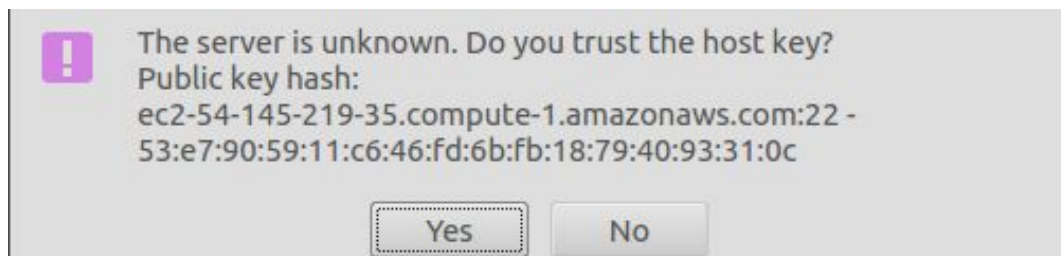 The server is unknown. Do you trust the host key?
Public key hash:
ec2-54-145-219-35.compute-1.amazonaws.com:22 -
53:e7:90:59:11:c6:46:fd:6b:fb:18:79:40:93:31:0c
Yes No